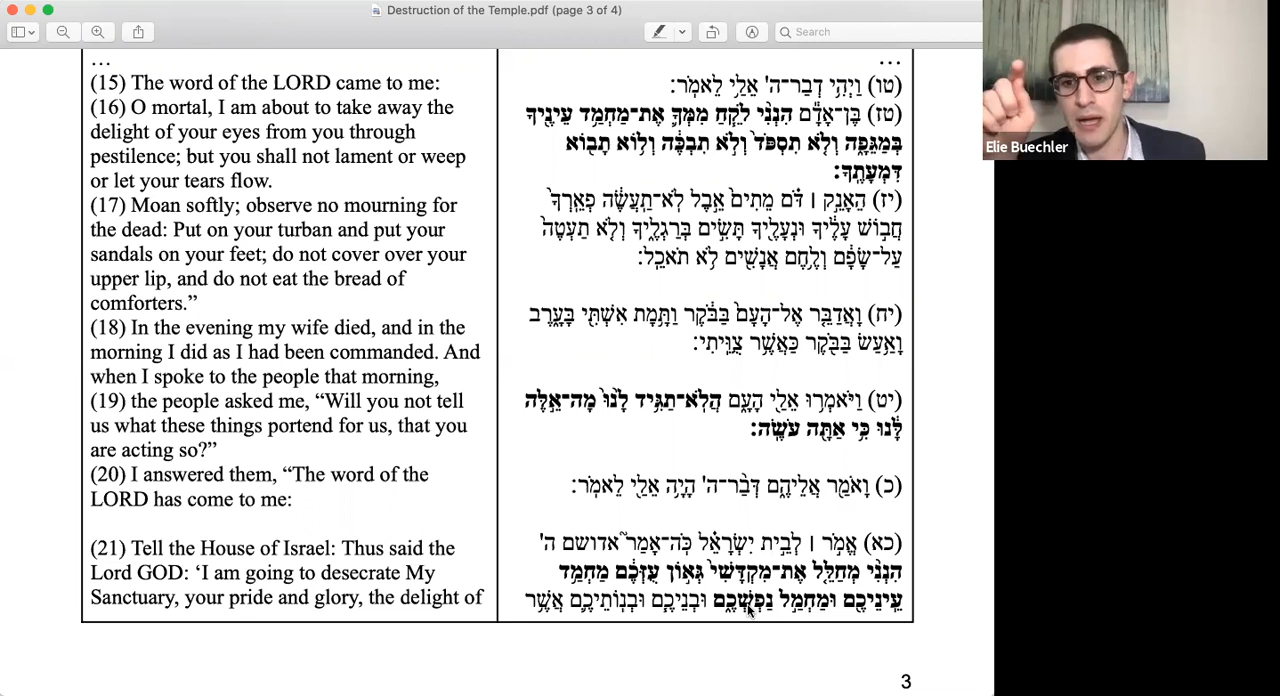 Destruction of the Temple.pdf (page 3 of 4)
Search
Elie Buechler
…
(15) The word of the LORD came to me:
(16) O mortal, I am about to take away the
delight of your eyes from you through
pestilence; but you shall not lament or weep
or let your tears flow.
(17) Moan softly; observe no mourning for
the dead: Put on your turban and put your
sandals on your feet; do not cover over your
upper lip, and do not eat the bread of
comforters.”
(18) In the evening my wife died, and in the
morning I did as I had been commanded. And
when I spoke to the people that morning,
(19) the people asked me, “Will you not tell
us what these things portend for us, that you
are acting so?”
(20) I answered them, “The word of the
LORD has come to me:
(21) Tell the House of Israel: Thus said the
Lord GOD: ‘I am going to desecrate My
Sanctuary, your pride and glory, the delight of
…
(טו) וַיְהִ֥י דְבַר־ה' אֵלַ֥י לֵאמֹֽר׃
(טז) בֶּן־אָדָ֕ם הִנְנִ֨י לֹקֵ֧חַ מִמְּךָ֛ אֶת־מַחְמַ֥ד עֵינֶ֖יךָ
בְּמַגֵּפָ֑ה וְלֹ֤א תִסְפֹּד֙ וְלֹ֣א תִבְכֶּ֔ה וְל֥וֹא תָב֖וֹא
דִּמְעָתֶֽךָ׃
(יז) הֵאָנֵ֣ק ׀ דֹּ֗ם מֵתִים֙ אֵ֣בֶל לֹֽא־תַֽעֲשֶׂ֔ה פְאֵֽרְךָ֙
חֲב֣וֹשׁ עָלֶ֔יךָ וּנְעָלֶ֖יךָ תָּשִׂ֣ים בְּרַגְלֶ֑יךָ וְלֹ֤א תַעְטֶה֙
עַל־שָׂפָ֔ם וְלֶ֥חֶם אֲנָשִׁ֖ים לֹ֥א תֹאכֵֽל׃
(יח) וָאֲדַבֵּ֤ר אֶל־הָעָם֙ בַּבֹּ֔קֶר וַתָּ֥מׇת אִשְׁתִּ֖י בָּעָ֑רֶב
וָאַ֥עַשׂ בַּבֹּ֖קֶר כַּאֲשֶׁ֥ר צֻוֵּֽיתִי׃
(יט) וַיֹּאמְר֥וּ אֵלַ֖י הָעָ֑ם הֲלֹֽא־תַגִּ֥יד לָ֙נוּ֙ מָה־אֵ֣לֶּה
לָּ֔נוּ כִּ֥י אַתָּ֖ה עֹשֶֽׂה׃
(כ) וָאֹמַ֖ר אֲלֵיהֶ֑ם דְּבַ֨ר־ה' הָיָ֥ה אֵלַ֖י לֵאמֹֽר׃
(כא) אֱמֹ֣ר ׀ לְבֵ֣ית יִשְׂרָאֵ֗ל כֹּֽה־אָמַר֮ אדושם ה'
הִנְנִ֨י מְחַלֵּ֤ל אֶת־מִקְדָּשִׁי֙ גְּא֣וֹן עֻזְּכֶ֔ם מַחְמַ֥ד
עֵֽינֵיכֶ֖ם וּמַחְמַ֣ל נַפְשְׁכֶ֑ם וּבְנֵיכֶ֧ם וּבְנֽוֹתֵיכֶ֛ם אֲשֶׁ֥ר
3